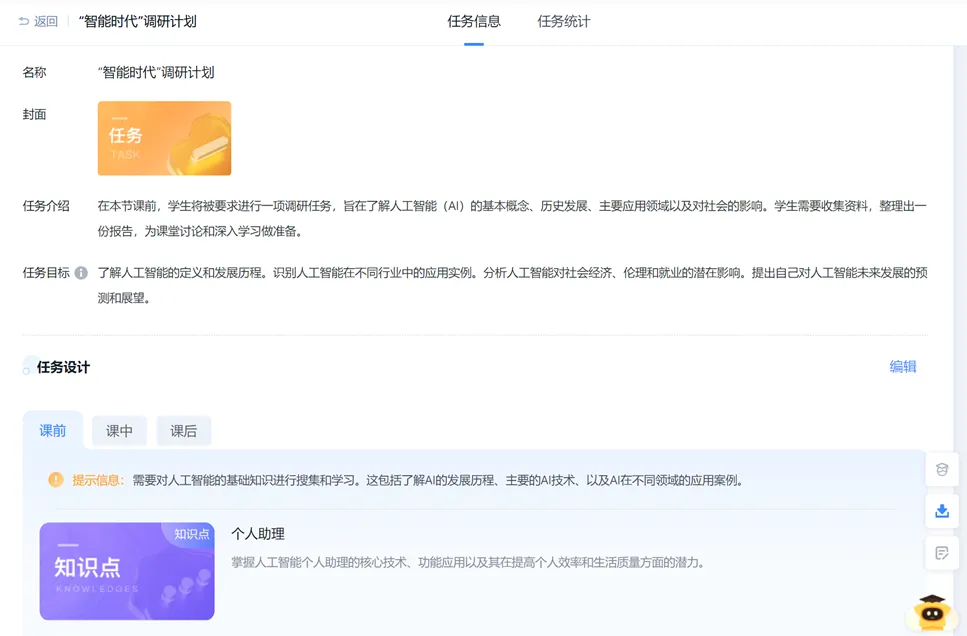 返回 “智能时代”调研计划 任务信息 任务统计
名称 “智能时代”调研计划
封面
任务
TASK
任务介绍 在本节课前，学生将被要求进行一项调研任务，旨在了解人工智能（AI）的基本概念、历史发展、主要应用领域以及对社会的影响。学生需要收集资料，整理出一
份报告，为课堂讨论和深入学习做准备。
任务目标 了解人工智能的定义和发展历程。识别人工智能在不同行业中的应用实例。分析人工智能对社会经济、伦理和就业的潜在影响。提出自己对人工智能未来发展的预
测和展望。
任务设计 编辑
课前 课中 课后
提示信息： 需要对人工智能的基础知识进行搜集和学习。这包括了解AI的发展历程、主要的AI技术、以及AI在不同领域的应用案例。
知识点
知识点
KNOWLEDGES
个人助理
掌握人工智能个人助理的核心技术、功能应用以及其在提高个人效率和生活质量方面的潜力。